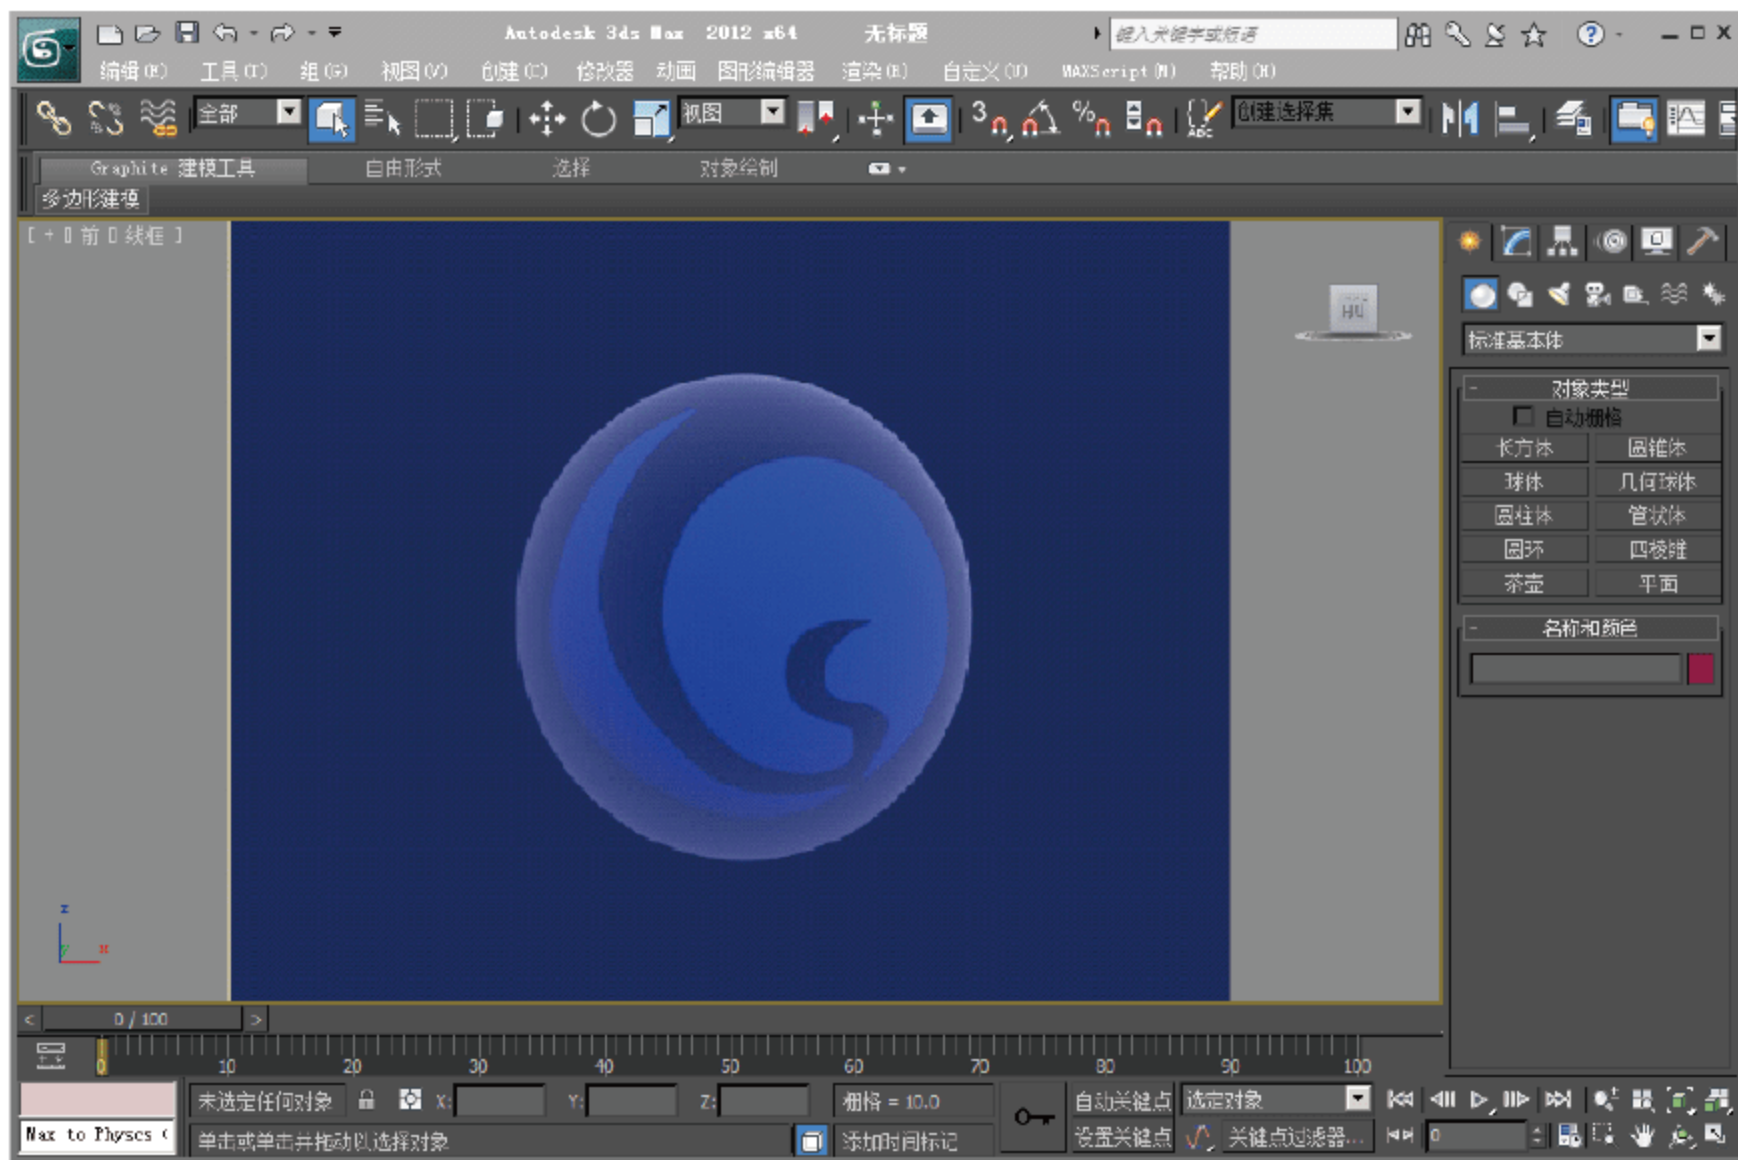 Autodesk 3ds Max 2012 x64 无标题 键入关键字或短语
编辑(E) 工具(T) 组(G) 视图(V) 创建(C) 修改器 动画 图形编辑器 渲染(R) 自定义(U) MAXScript(M) 帮助(H)
全部 视图 3 % ABC 创建选择集
Graphite 建模工具 自由形式 选择 对象绘制
多边形建模
[ + 0 前 0 线框 ]
标准基本体
- 对象类型
自动栅格
长方体 圆锥体
球体 几何球体
圆柱体 管状体
圆环 四棱锥
茶壶 平面
- 名称和颜色
z
y x
< 0 / 100 >
0 10 20 30 40 50 60 70 80 90 100
未选定任何对象 X: Y: Z: 栅格 = 10.0 自动关键点 选定对象
Max to Physcs ( 单击或单击并拖动以选择对象 添加时间标记 设置关键点 关键点过滤器... 0